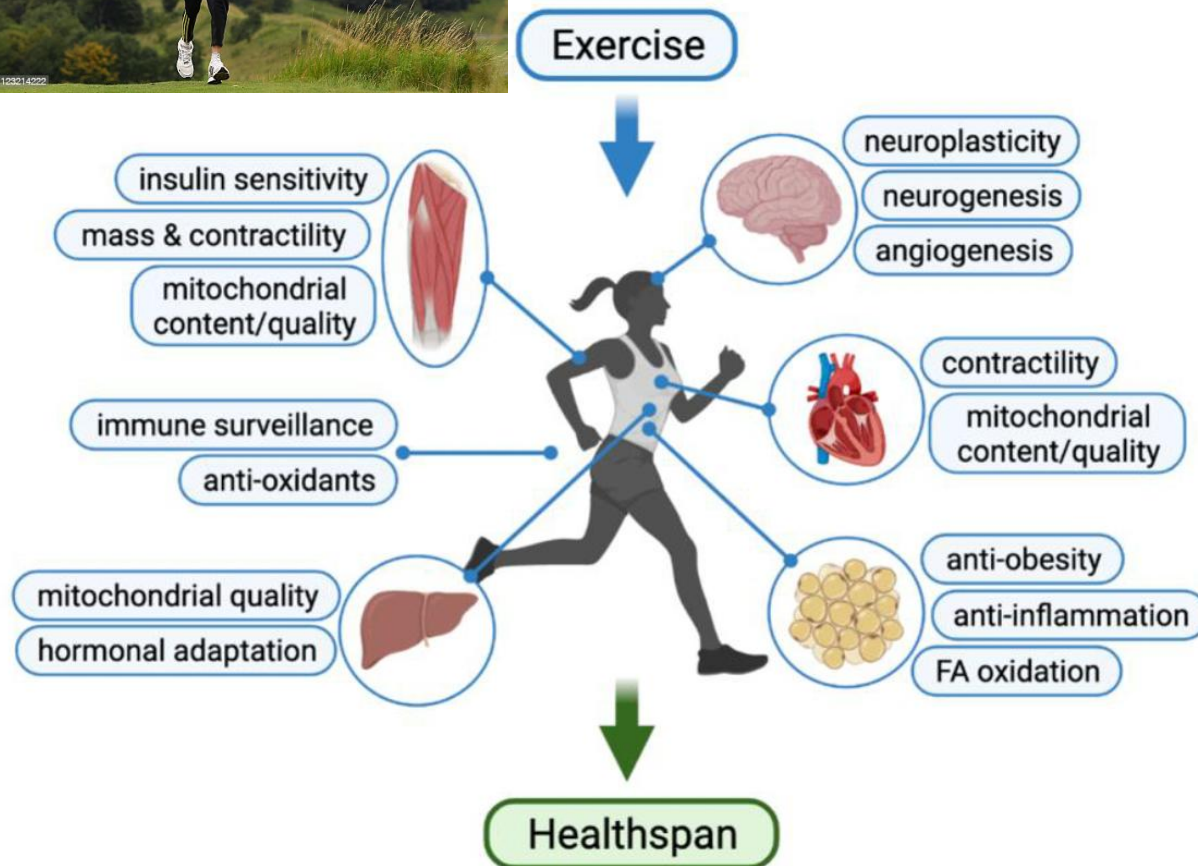 123214222
Exercise
insulin sensitivity
mass & contractility
mitochondrial
content/quality
neuroplasticity
neurogenesis
angiogenesis
immune surveillance
anti-oxidants
contractility
mitochondrial
content/quality
mitochondrial quality
hormonal adaptation
anti-obesity
anti-inflammation
FA oxidation
Healthspan